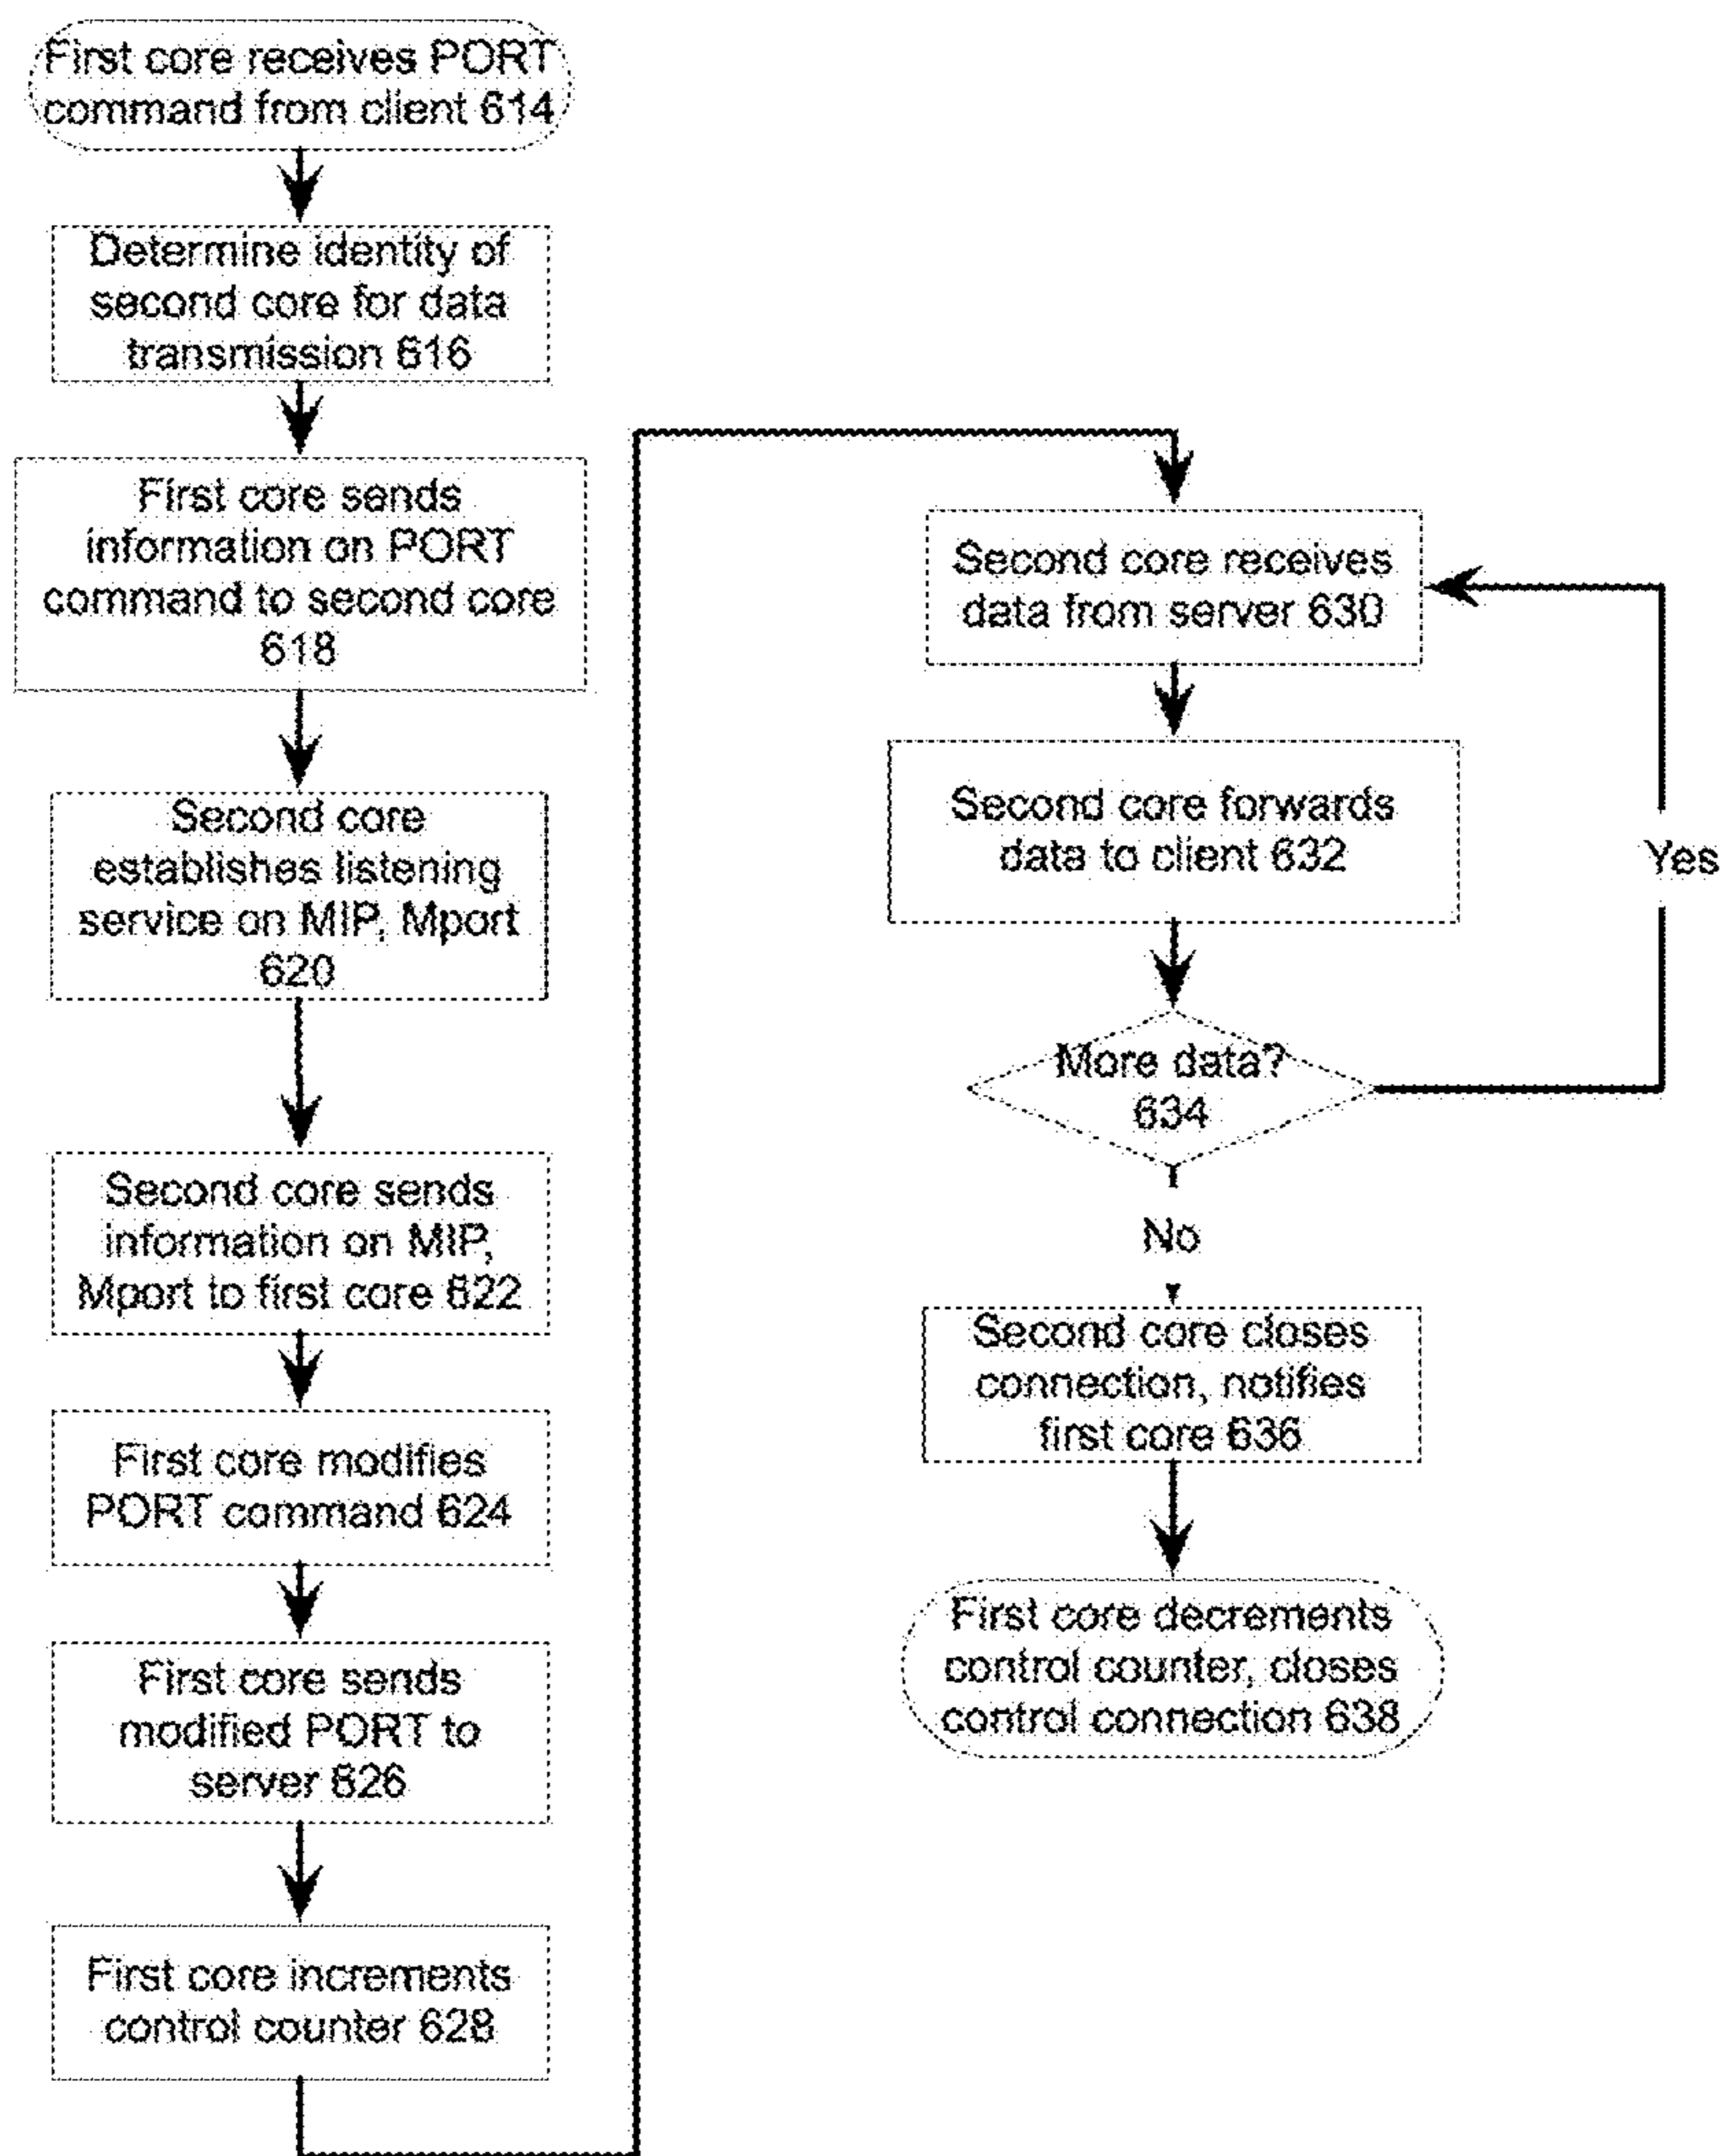 First core receives PORT
command from client 614
Determine identity of
second core for data
transmission 616
First core sends
information on PORT
command to second core
618
Second core
establishes listening
service on MIP, Mport
620
Second core sends
information on MIP,
Mport to first core 622
First core modifies
PORT command 624
First core sends
modified PORT to
server 626
First core increments
control counter 628
Second core receives
data from server 630
Second core forwards
data to client 632
Yes
More data?
634
No
Second core closes
connection, notifies
first core 636
First core decrements
control counter, closes
control connection 638